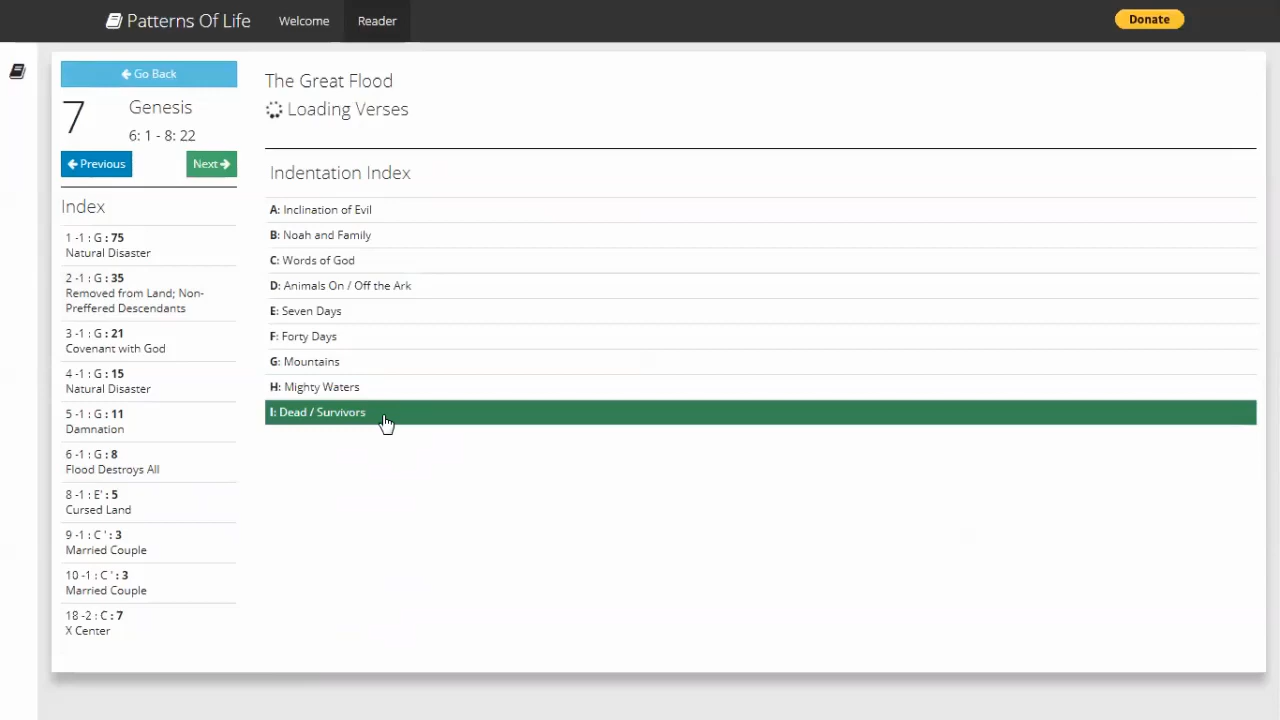 Patterns Of Life
Welcome
Reader
Donate
Go Back
7
Genesis
6: 1 - 8: 22
Previous
Next
Index
1 -1 : G : 75
Natural Disaster
2 -1 : G : 35
Removed from Land; Non-
Preffered Descendants
3 -1 : G : 21
Covenant with God
4 -1 : G : 15
Natural Disaster
5 -1 : G : 11
Damnation
6 -1 : G : 8
Flood Destroys All
8 -1 : E' : 5
Cursed Land
9 -1 : C ' : 3
Married Couple
10 -1 : C ' : 3
Married Couple
18 -2 : C : 7
X Center
The Great Flood
Loading Verses
Indentation Index
A: Inclination of Evil
B: Noah and Family
C: Words of God
D: Animals On / Off the Ark
E: Seven Days
F: Forty Days
G: Mountains
H: Mighty Waters
I: Dead / Survivors